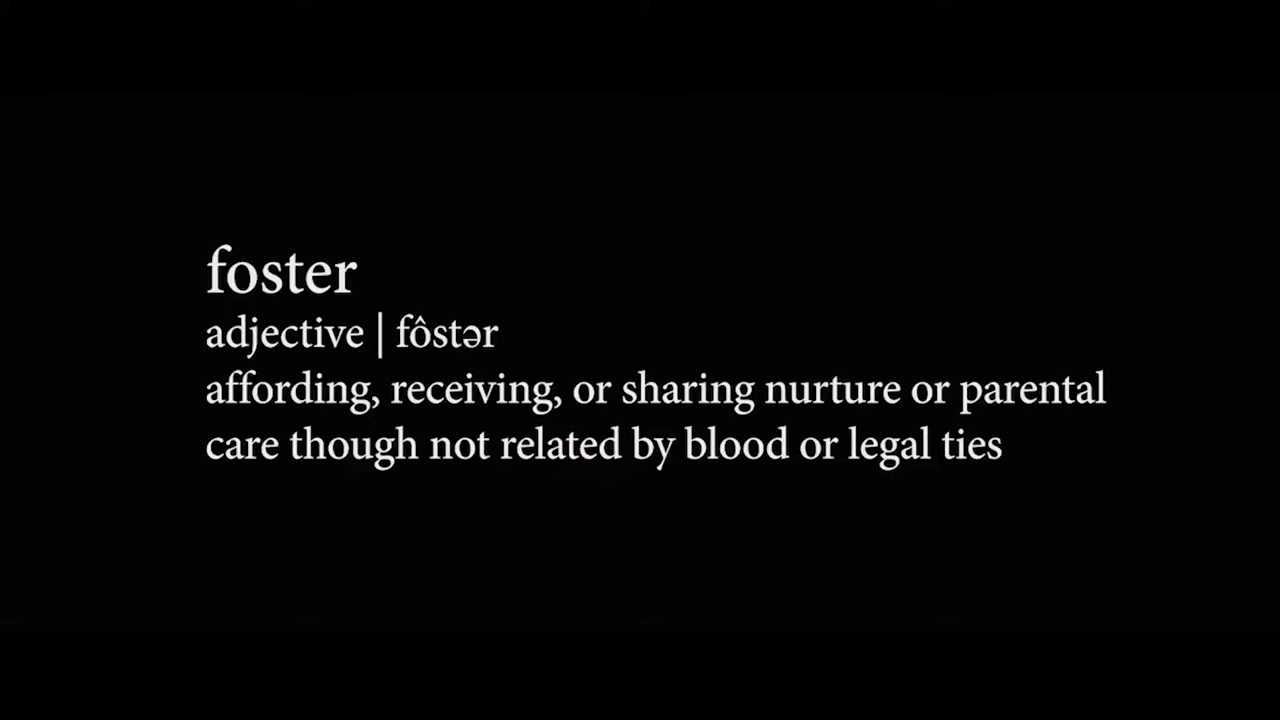 foster
adjective | fôstər
affording, receiving, or sharing nurture or parental
care though not related by blood or legal ties